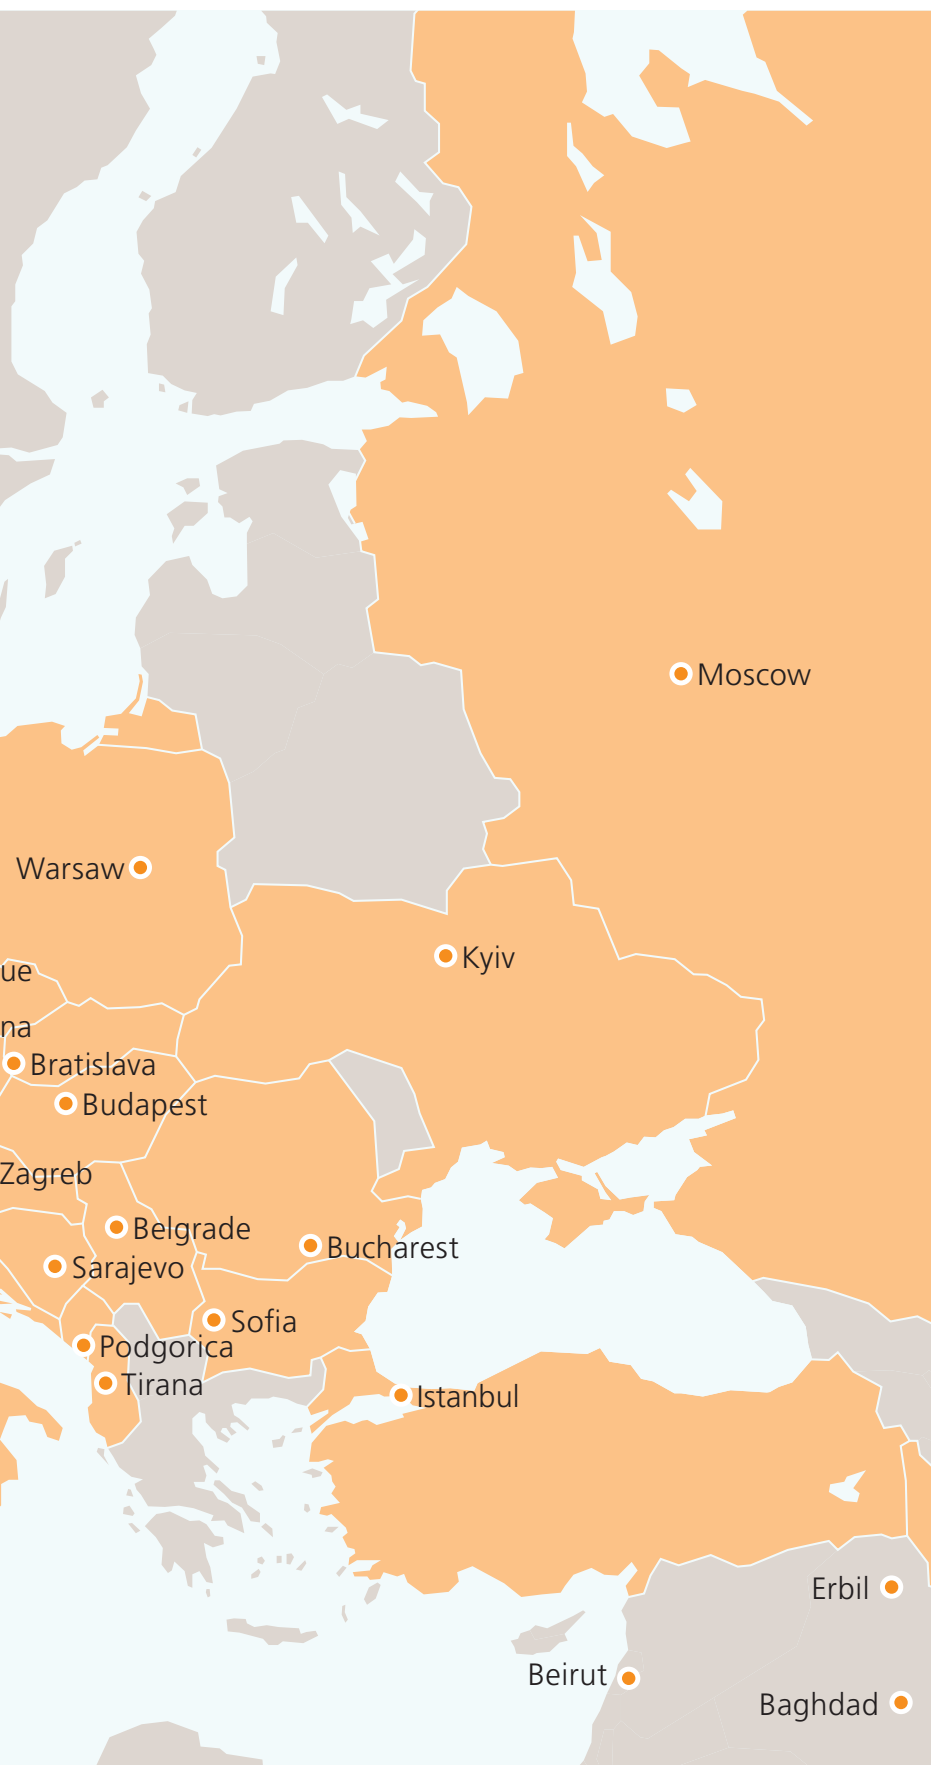 Moscow
Warsaw
Kyiv
ue
na
Bratislava
Budapest
Zagreb
Belgrade
Bucharest
Sarajevo
Sofia
Podgorica
Tirana
Istanbul
Erbil
Beirut
Baghdad